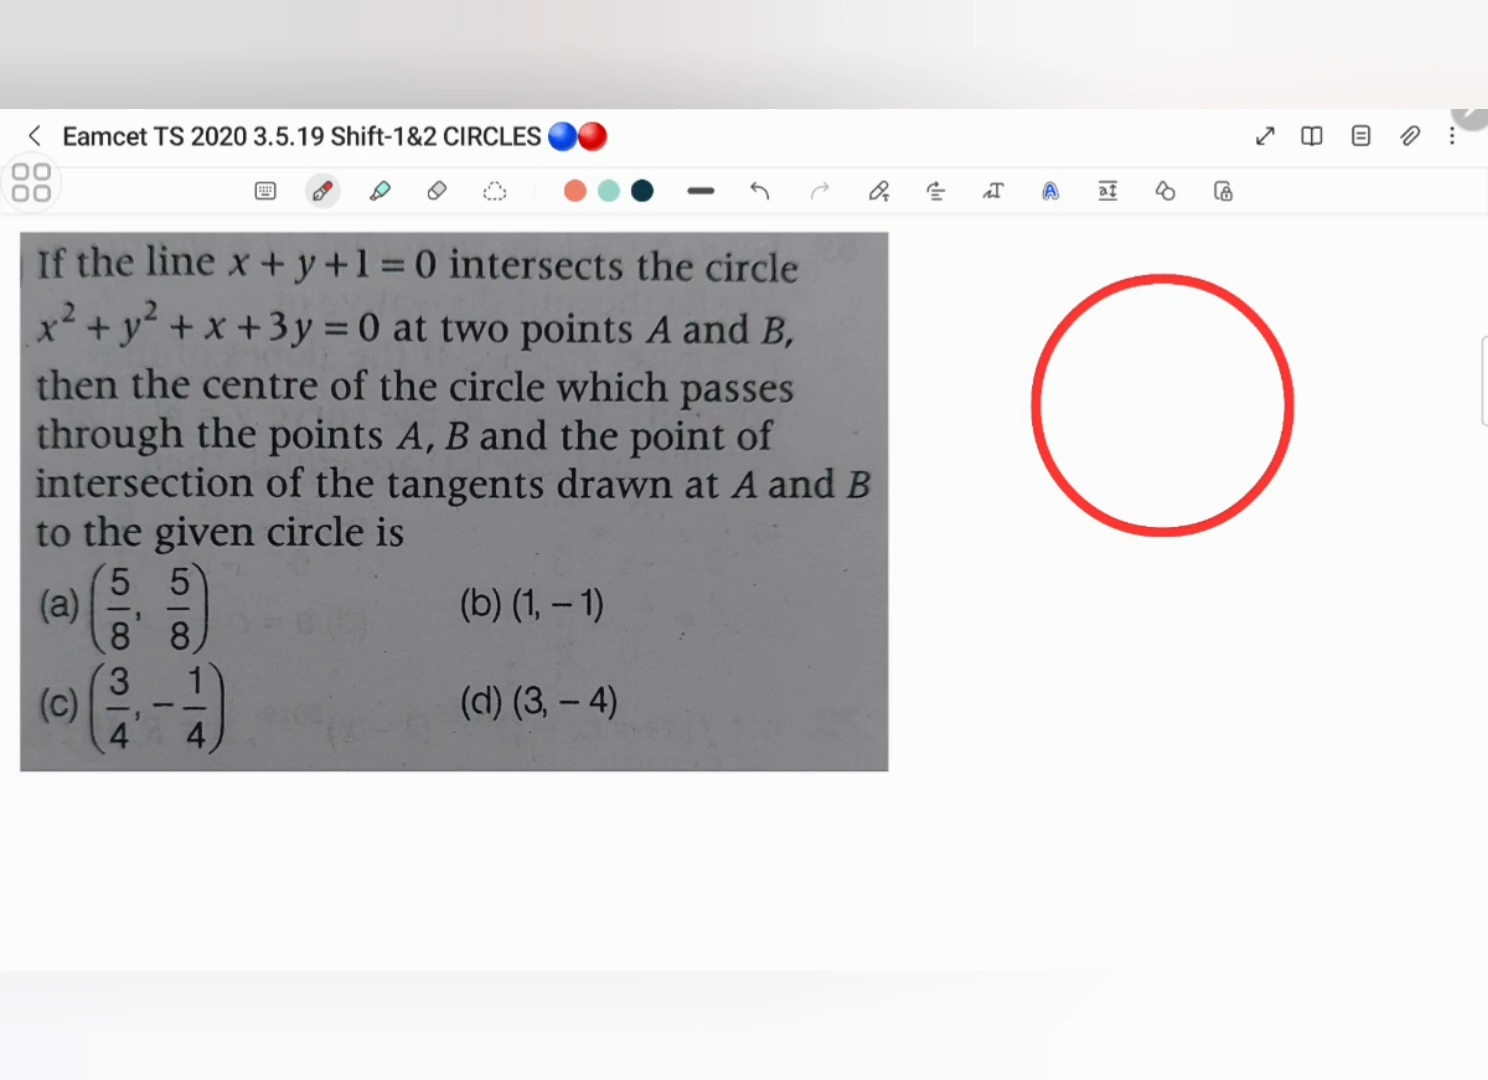 Eamcet TS 2020 3.5.19 Shift-1&2 CIRCLES
If the line x + y + 1 = 0 intersects the circle
x² + y² + x + 3y = 0 at two points A and B,
then the centre of the circle which passes
through the points A, B and the point of
intersection of the tangents drawn at A and B
to the given circle is
(a) (5/8, 5/8) (b) (1, – 1)
(c) (3/4, – 1/4) (d) (3, – 4)